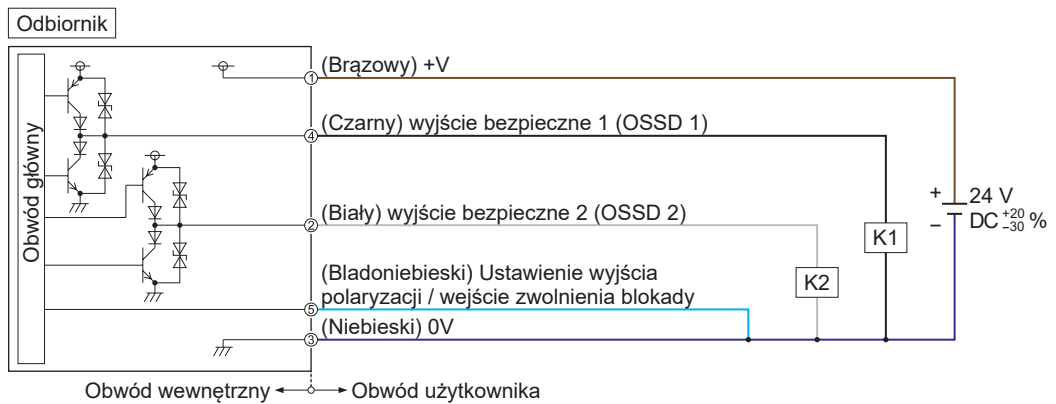 Odbiornik
Obwód główny
(Brązowy) +V
1
(Czarny) wyjście bezpieczne 1 (OSSD 1)
4
(Biały) wyjście bezpieczne 2 (OSSD 2)
2
(Bladoniebieski) Ustawienie wyjścia
polaryzacji / wejście zwolnienia blokady
5
(Niebieski) 0V
3
K1
K2
+ 24 V
− DC +20 −30 %
Obwód wewnętrzny
Obwód użytkownika